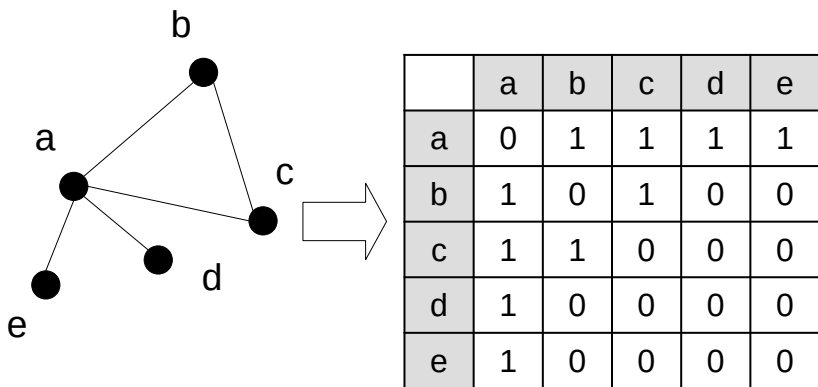 b
a
c
d
e
a b c d e
a 0 1 1 1 1
b 1 0 1 0 0
c 1 1 0 0 0
d 1 0 0 0 0
e 1 0 0 0 0